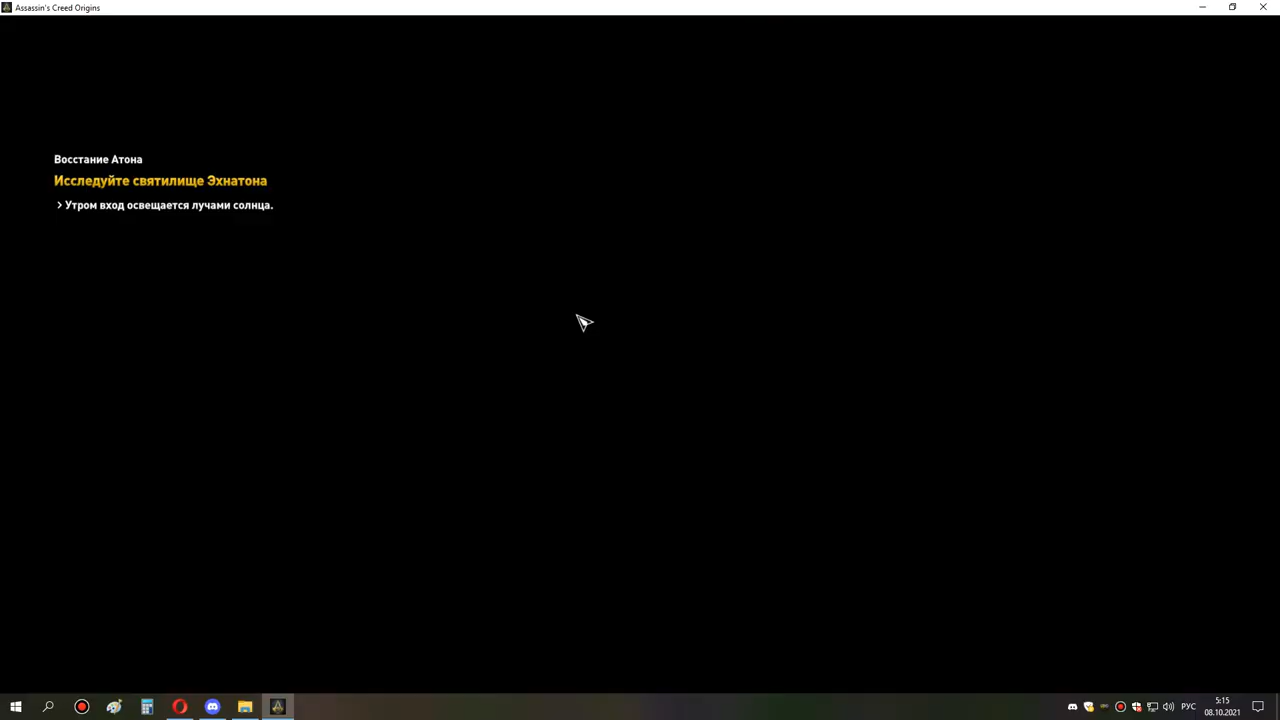 Assassin's Creed Origins
Восстание Атона
Исследуйте святилище Эхнатона
> Утром вход освещается лучами солнца.
РУС
5:15
08.10.2021